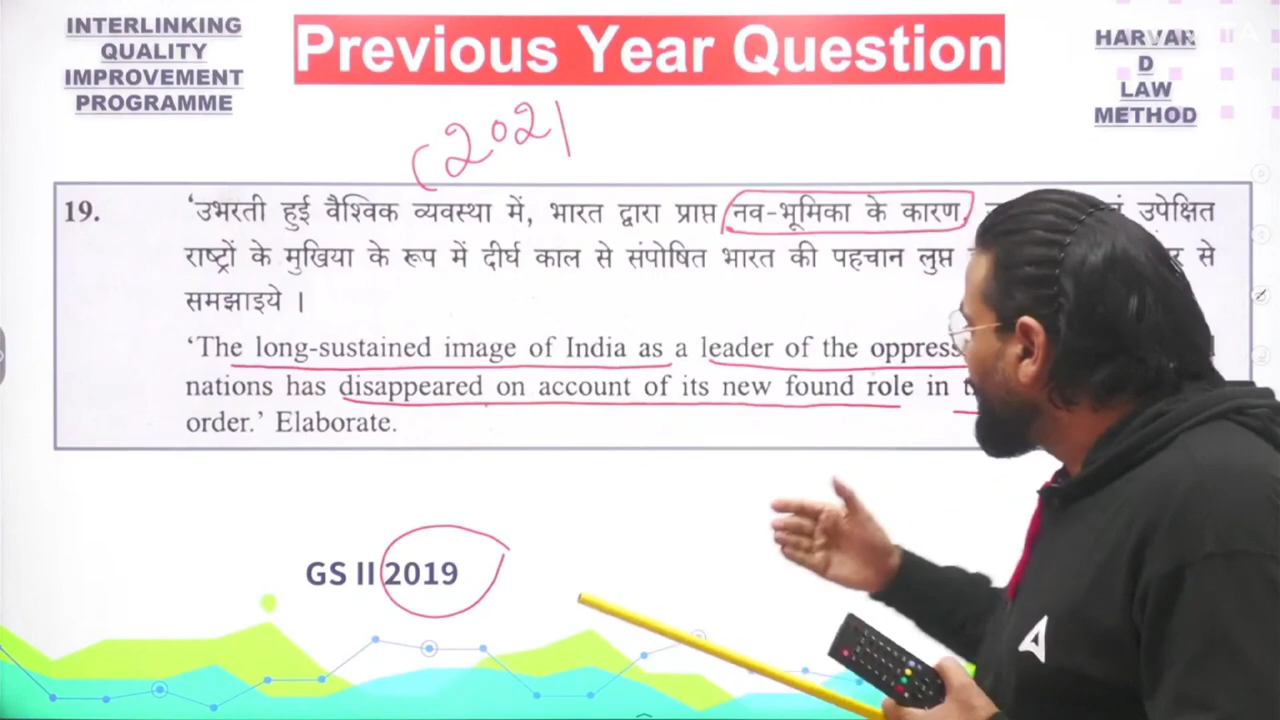 INTERLINKING
QUALITY
IMPROVEMENT
PROGRAMME
Previous Year Question
HARVAR
D
LAW
METHOD
(2021
19.
‘उभरती हुई वैश्विक व्यवस्था में, भारत द्वारा प्राप्त नव-भूमिका के कारण, उपेक्षित
राष्ट्रों के मुखिया के रूप में दीर्घ काल से संपोषित भारत की पहचान लुप्त से
समझाइये ।
‘The long-sustained image of India as a leader of the
nations has disappeared on account of its new found role in
order.’ Elaborate.
GS II 2019